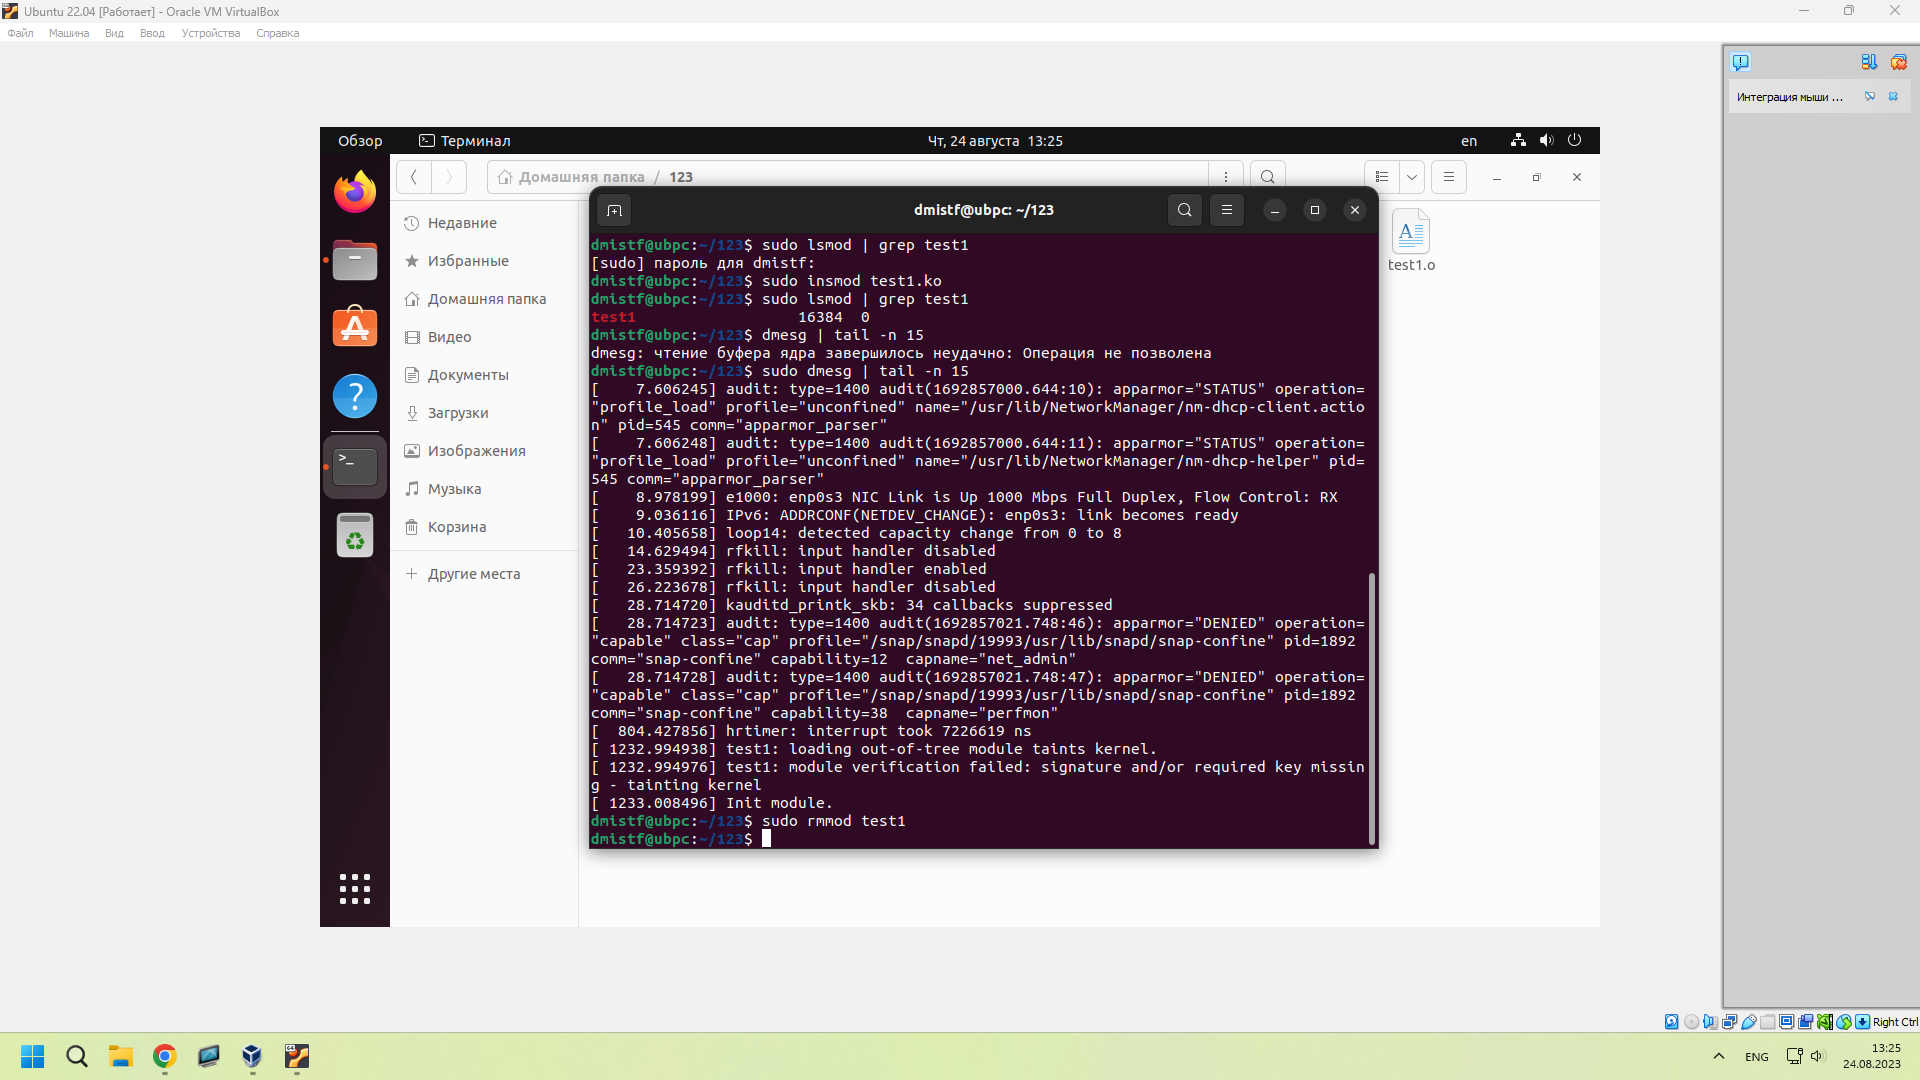 Ubuntu 22.04 [Работает] - Oracle VM VirtualBox
Файл Машина Вид Ввод Устройства Справка
Интеграция мыши ...
Обзор Терминал Чт, 24 августа 13:25 en
Домашняя папка / 123
Недавние
Избранные
Домашняя папка
Видео
Документы
Загрузки
Изображения
Музыка
Корзина
Другие места
test1.o
dmistf@ubpc: ~/123
dmistf@ubpc:~/123$ sudo lsmod | grep test1
[sudo] пароль для dmistf:
dmistf@ubpc:~/123$ sudo insmod test1.ko
dmistf@ubpc:~/123$ sudo lsmod | grep test1
test1                  16384  0
dmistf@ubpc:~/123$ dmesg | tail -n 15
dmesg: чтение буфера ядра завершилось неудачно: Операция не позволена
dmistf@ubpc:~/123$ sudo dmesg | tail -n 15
[    7.606245] audit: type=1400 audit(1692857000.644:10): apparmor="STATUS" operation=
"profile_load" profile="unconfined" name="/usr/lib/NetworkManager/nm-dhcp-client.actio
n" pid=545 comm="apparmor_parser"
[    7.606248] audit: type=1400 audit(1692857000.644:11): apparmor="STATUS" operation=
"profile_load" profile="unconfined" name="/usr/lib/NetworkManager/nm-dhcp-helper" pid=
545 comm="apparmor_parser"
[    8.978199] e1000: enp0s3 NIC Link is Up 1000 Mbps Full Duplex, Flow Control: RX
[    9.036116] IPv6: ADDRCONF(NETDEV_CHANGE): enp0s3: link becomes ready
[   10.405658] loop14: detected capacity change from 0 to 8
[   14.629494] rfkill: input handler disabled
[   23.359392] rfkill: input handler enabled
[   26.223678] rfkill: input handler disabled
[   28.714720] kauditd_printk_skb: 34 callbacks suppressed
[   28.714723] audit: type=1400 audit(1692857021.748:46): apparmor="DENIED" operation=
"capable" class="cap" profile="/snap/snapd/19993/usr/lib/snapd/snap-confine" pid=1892
comm="snap-confine" capability=12  capname="net_admin"
[   28.714728] audit: type=1400 audit(1692857021.748:47): apparmor="DENIED" operation=
"capable" class="cap" profile="/snap/snapd/19993/usr/lib/snapd/snap-confine" pid=1892
comm="snap-confine" capability=38  capname="perfmon"
[  804.427856] hrtimer: interrupt took 7226619 ns
[ 1232.994938] test1: loading out-of-tree module taints kernel.
[ 1232.994976] test1: module verification failed: signature and/or required key missin
g - tainting kernel
[ 1233.008496] Init module.
dmistf@ubpc:~/123$ sudo rmmod test1
dmistf@ubpc:~/123$
Right Ctrl
ENG
13:25
24.08.2023